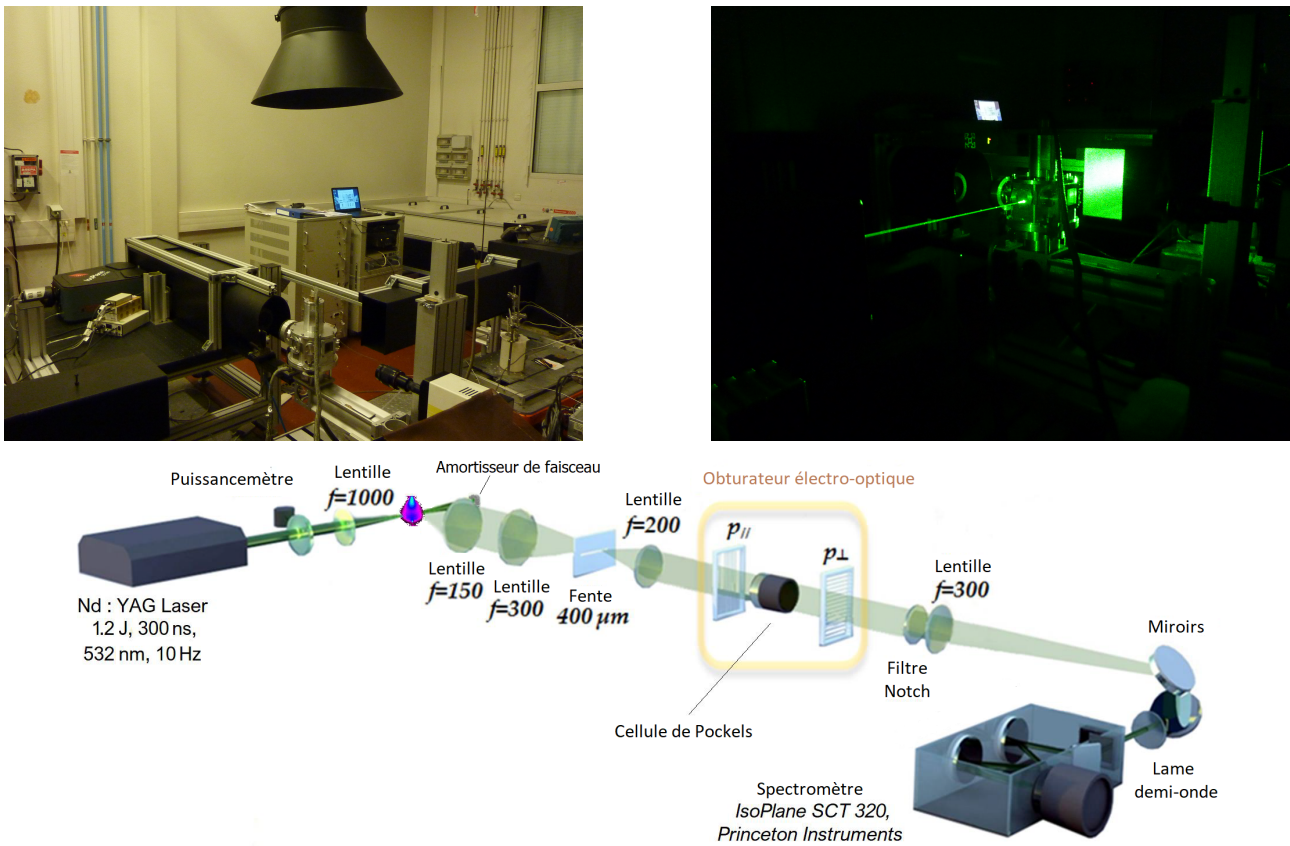 Puissancemètre
Lentille
f=1000
Amortisseur de faisceau
Lentille
f=150
f=300
Fente
400 µm
Lentille
f=200
Obturateur électro-optique
p//
p⊥
Lentille
f=300
Miroirs
Nd : YAG Laser
1.2 J, 300 ns,
532 nm, 10 Hz
Filtre
Notch
Cellule de Pockels
Lame
demi-onde
Spectromètre
IsoPlane SCT 320,
Princeton Instruments